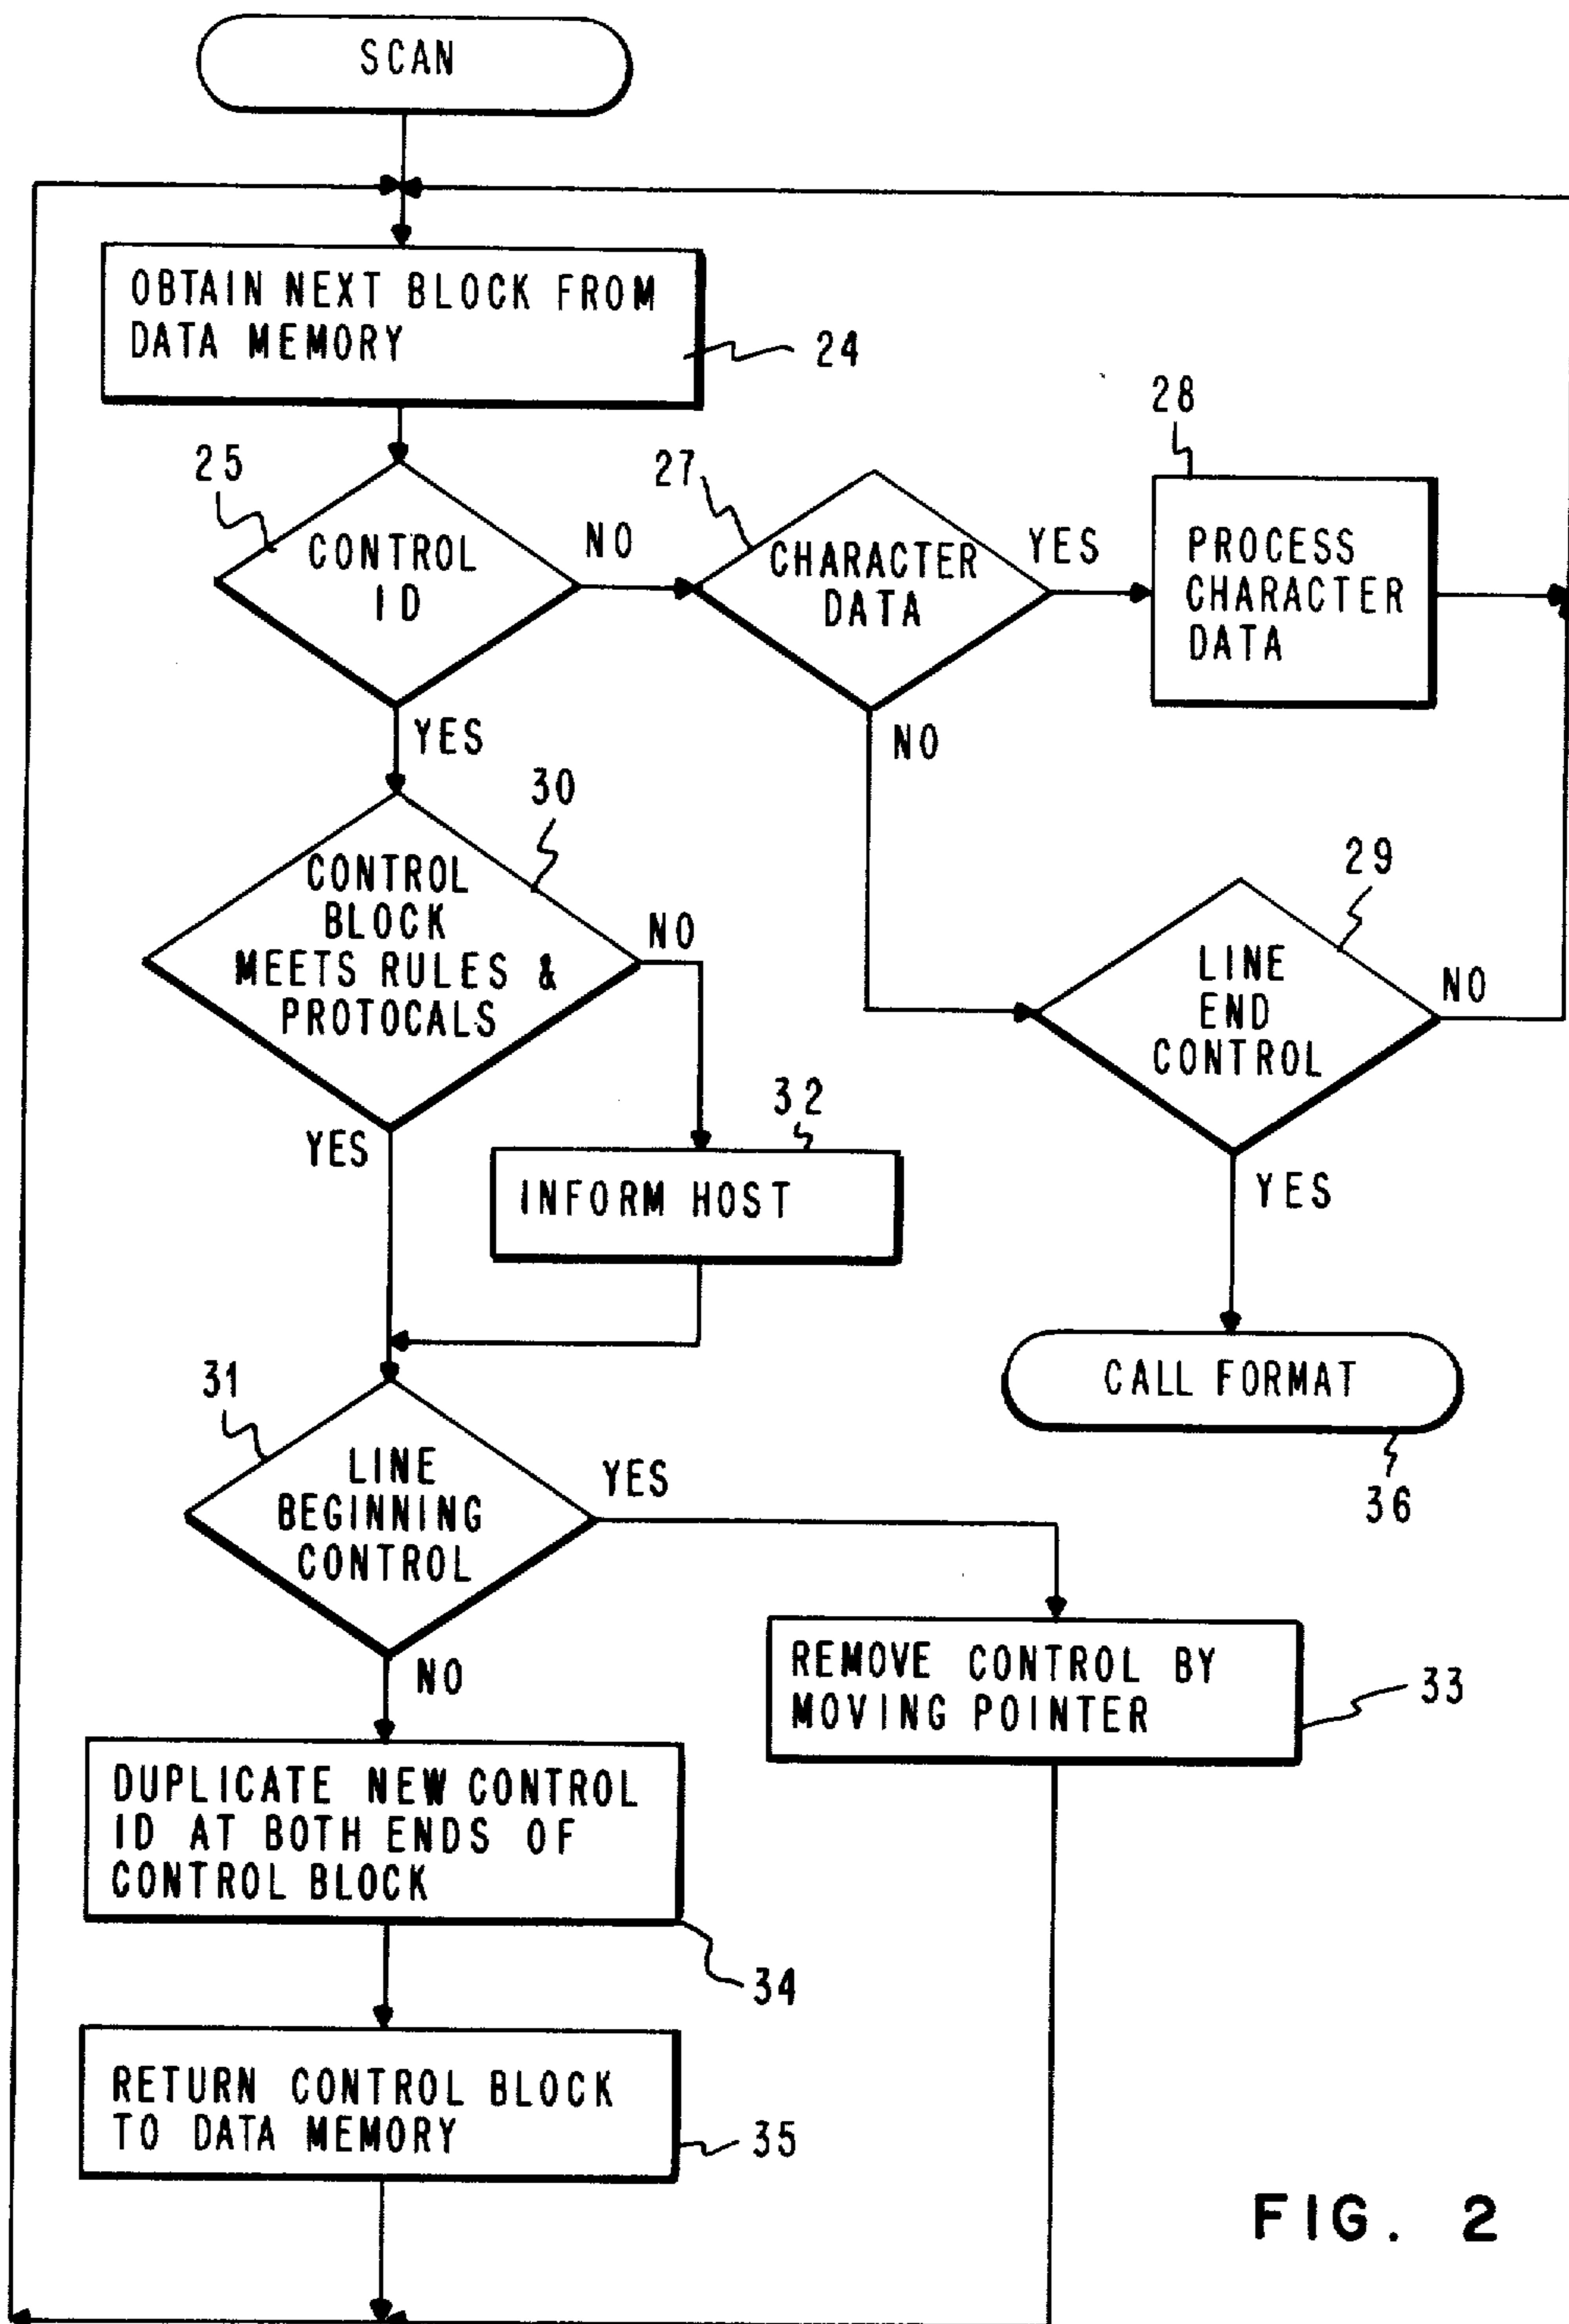 SCAN
OBTAIN NEXT BLOCK FROM
DATA MEMORY
24
25
CONTROL
ID
NO
YES
27
CHARACTER
DATA
YES
NO
28
PROCESS
CHARACTER
DATA
30
CONTROL
BLOCK
MEETS RULES &
PROTOCALS
NO
YES
29
LINE
END
CONTROL
NO
YES
32
INFORM HOST
CALL FORMAT
36
31
LINE
BEGINNING
CONTROL
YES
NO
REMOVE CONTROL BY
MOVING POINTER
33
DUPLICATE NEW CONTROL
ID AT BOTH ENDS OF
CONTROL BLOCK
34
RETURN CONTROL BLOCK
TO DATA MEMORY
35
FIG. 2